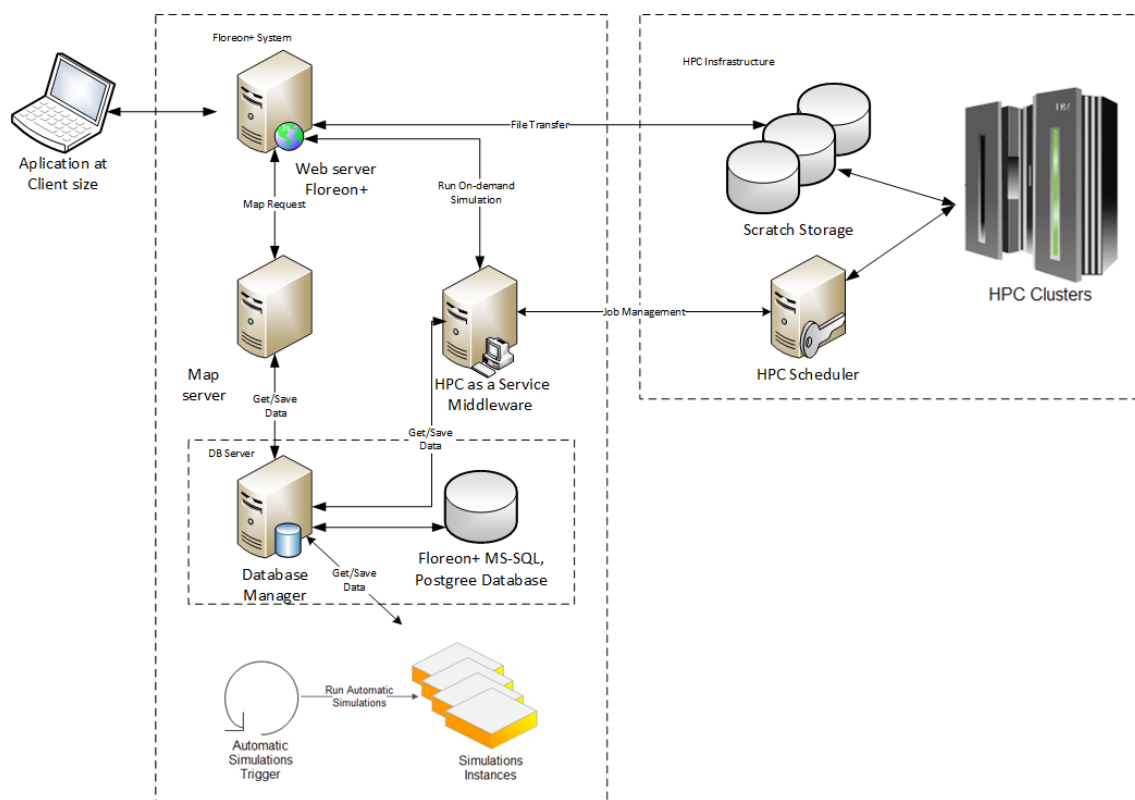 Floreon+ System
HPC Insfrastructure
Aplication at
Client size
Web server
Floreon+
File Transfer
Run On-demand
Simulation
Map Request
Scratch Storage
HPC Clusters
Map
server
HPC as a Service
Middleware
Job Management
HPC Scheduler
Get/Save
Data
Get/Save
Data
DB Server
Database
Manager
Floreon+ MS-SQL,
Postgree Database
Get/Save
Data
Run Automatic
Simulations
Automatic
Simulations
Trigger
Simulations
Instances